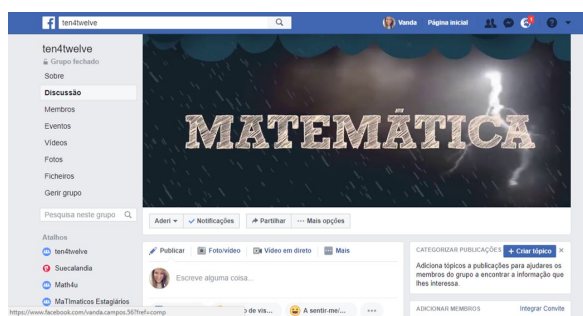 ten4twelve
Vanda Página inicial
ten4twelve
Grupo fechado
Sobre
Discussão
Membros
Eventos
Vídeos
Fotos
Ficheiros
Gerir grupo
Pesquisa neste grupo
Atalhos
ten4twelve
Suecalandia
Math4u
MaTImaticos Estagiários
https://www.facebook.com/vanda.campos.56?fref=comp
MATEMÁTICA
Aderi Notificações Partilhar Mais opções
Publicar Foto/vídeo Vídeo em direto Mais
Escreve alguma coisa...
o de vis... A sentir-me/...
CATEGORIZAR PUBLICAÇÕES + Criar tópico
Adiciona tópicos a publicações para ajudares os
membros do grupo a encontrar a informação que
lhes interessa.
ADICIONAR MEMBROS Integrar Convite